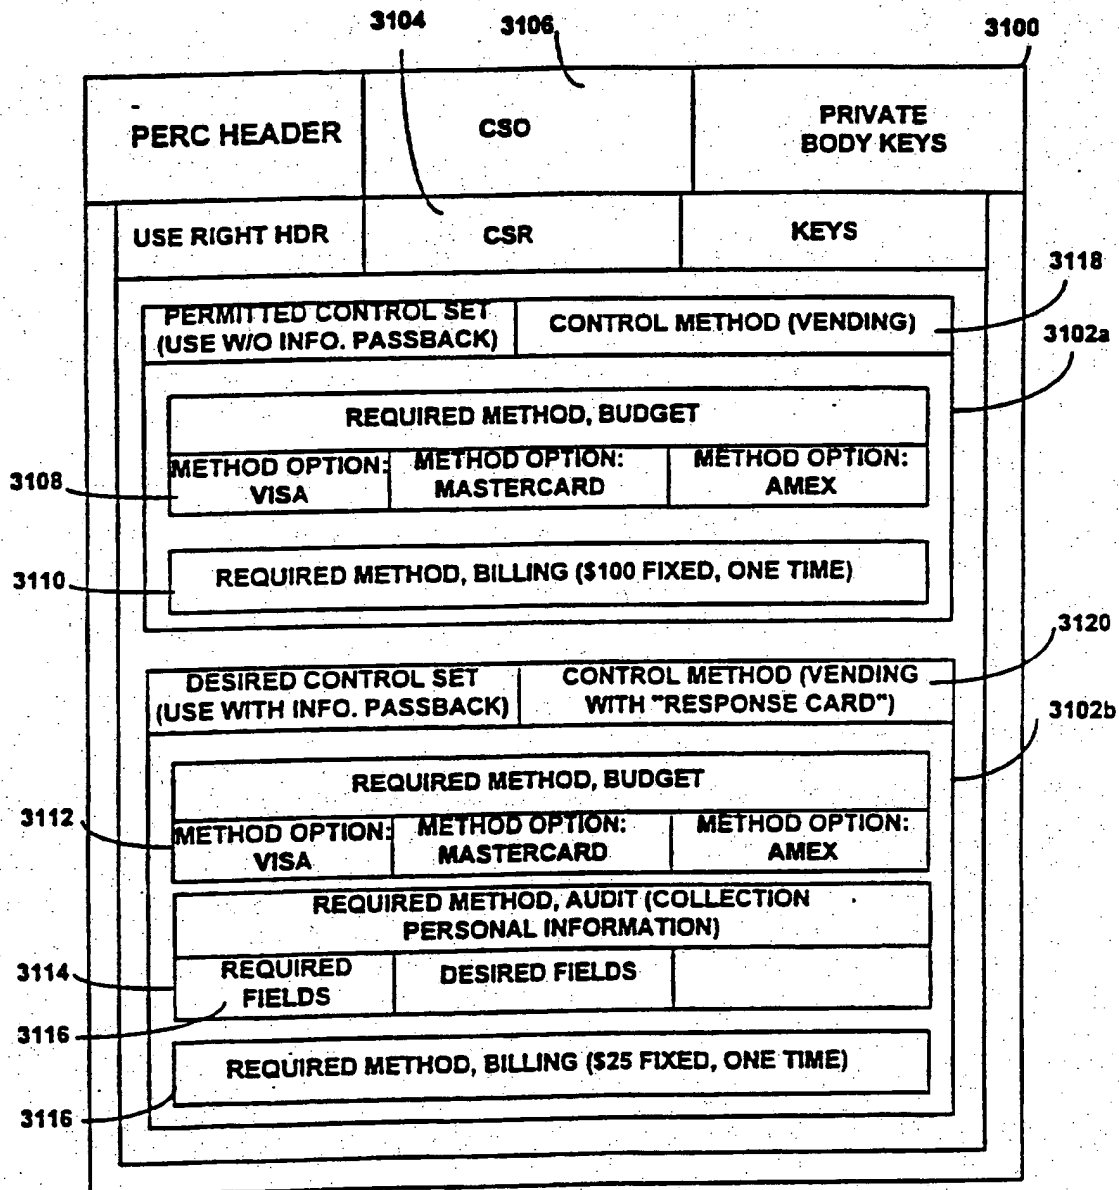 3104
3106
3100
PERC HEADER
CSO
PRIVATE
BODY KEYS
USE RIGHT HDR
CSR
KEYS
3118
PERMITTED CONTROL SET
(USE W/O INFO. PASSBACK)
CONTROL METHOD (VENDING)
3102a
REQUIRED METHOD, BUDGET
METHOD OPTION:
VISA
METHOD OPTION:
MASTERCARD
METHOD OPTION:
AMEX
3108
3110
REQUIRED METHOD, BILLING ($100 FIXED, ONE TIME)
3120
DESIRED CONTROL SET
(USE WITH INFO. PASSBACK)
CONTROL METHOD (VENDING
WITH "RESPONSE CARD")
3102b
REQUIRED METHOD, BUDGET
3112
METHOD OPTION:
VISA
METHOD OPTION:
MASTERCARD
METHOD OPTION:
AMEX
REQUIRED METHOD, AUDIT (COLLECTION
PERSONAL INFORMATION)
3114
REQUIRED
FIELDS
DESIRED FIELDS
3116
REQUIRED METHOD, BILLING ($25 FIXED, ONE TIME)
3116